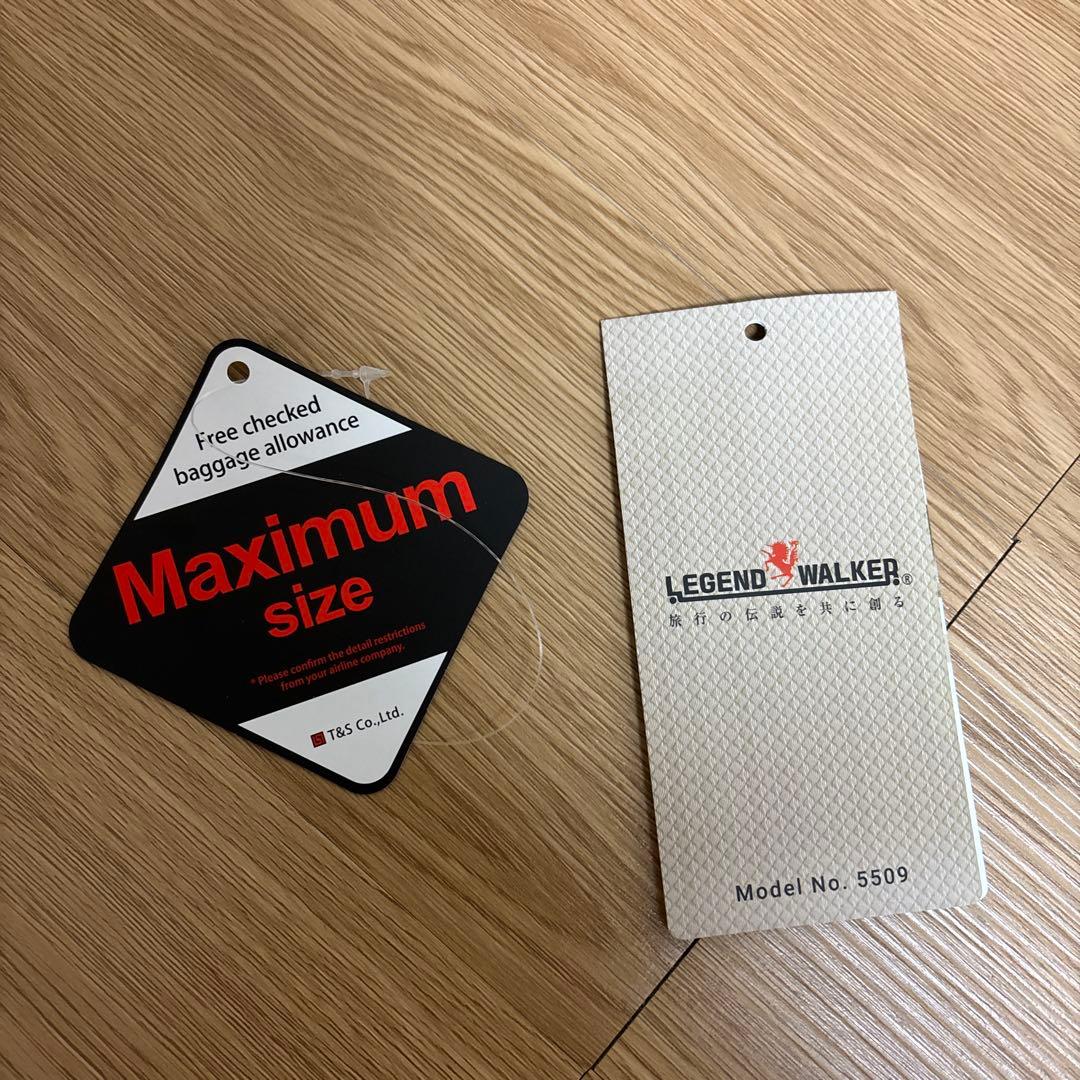 Free checked
baggage allowance
Maximum
size
* Please confirm the detail restrictions
from your airline company.
T&S Co.,Ltd.
LEGEND WALKER®
旅行の伝説を共に創る
Model No. 5509